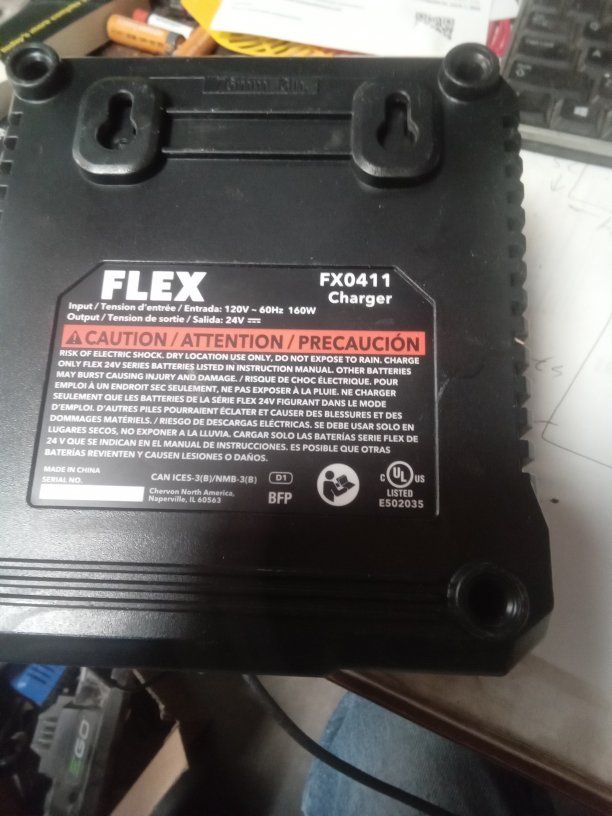 FLEX
FX0411
Charger
Input / Tension d'entrée / Entrada: 120V ~ 60Hz 160W
Output / Tension de sortie / Salida: 24V ⎓
CAUTION / ATTENTION / PRECAUCIÓN
RISK OF ELECTRIC SHOCK. DRY LOCATION USE ONLY, DO NOT EXPOSE TO RAIN. CHARGE
ONLY FLEX 24V SERIES BATTERIES LISTED IN INSTRUCTION MANUAL. OTHER BATTERIES
MAY BURST CAUSING INJURY AND DAMAGE. / RISQUE DE CHOC ÉLECTRIQUE. POUR
EMPLOI À UN ENDROIT SEC SEULEMENT, NE PAS EXPOSER À LA PLUIE. NE CHARGER
SEULEMENT QUE LES BATTERIES DE LA SÉRIE FLEX 24V FIGURANT DANS LE MODE
D'EMPLOI. D'AUTRES PILES POURRAIENT ÉCLATER ET CAUSER DES BLESSURES ET DES
DOMMAGES MATÉRIELS. / RIESGO DE DESCARGAS ELÉCTRICAS. SE DEBE USAR SOLO EN
LUGARES SECOS, NO EXPONER A LA LLUVIA. CARGAR SOLO LAS BATERÍAS SERIE FLEX DE
24 V QUE SE INDICAN EN EL MANUAL DE INSTRUCCIONES. ES POSIBLE QUE OTRAS
BATERÍAS REVIENTEN Y CAUSEN LESIONES O DAÑOS.
MADE IN CHINA
SERIAL NO.
CAN ICES-3(B)/NMB-3(B)
Chervon North America,
Naperville, IL 60563
D1
BFP
C UL US
LISTED
E502035
EGO